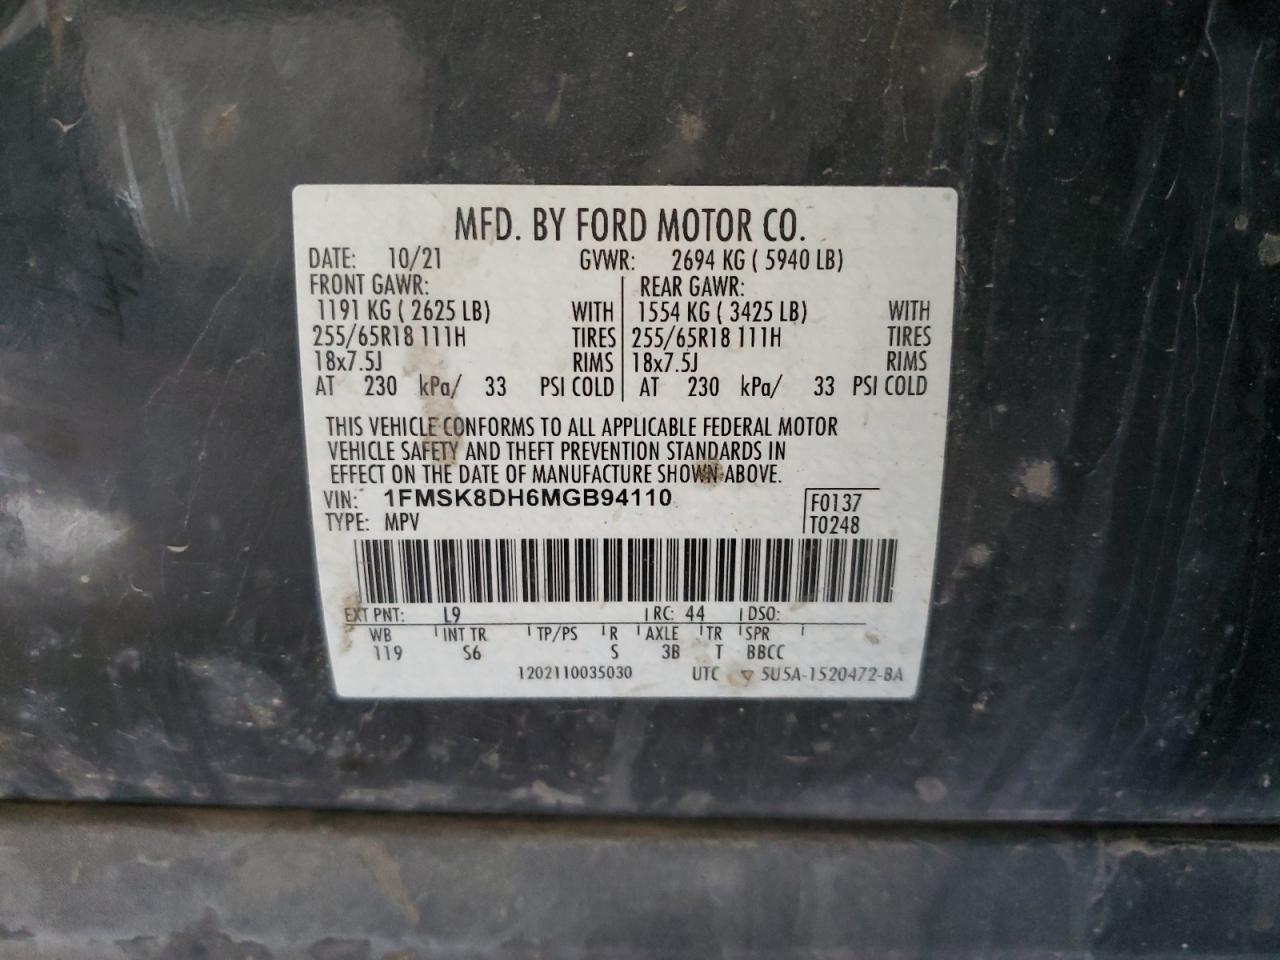 MFD. BY FORD MOTOR CO.
DATE: 10/21 GVWR: 2694 KG ( 5940 LB)
FRONT GAWR: REAR GAWR:
1191 KG ( 2625 LB) WITH 1554 KG ( 3425 LB) WITH
255/65R18 111H TIRES 255/65R18 111H TIRES
18x7.5J RIMS 18x7.5J RIMS
AT 230 kPa/ 33 PSI COLD AT 230 kPa/ 33 PSI COLD
THIS VEHICLE CONFORMS TO ALL APPLICABLE FEDERAL MOTOR
VEHICLE SAFETY AND THEFT PREVENTION STANDARDS IN
EFFECT ON THE DATE OF MANUFACTURE SHOWN ABOVE.
VIN: 1FMSK8DH6MGB94110 F0137
TYPE: MPV T0248
EXT PNT: L9 RC: 44 DSO:
WB INT TR TP/PS R AXLE TR SPR
119 S6 S 3B T BBCC
1202110035030 UTC ▽ 5U5A-1520472-BA